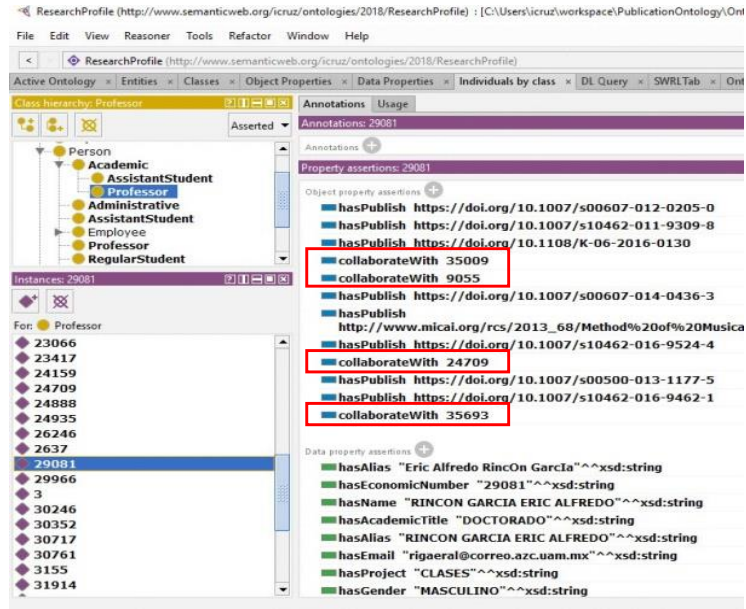 ResearchProfile (http://www.semanticweb.org/icruz/ontologies/2018/ResearchProfile) : [C:\Users\icruz\workspace\PublicationOntology\Ont
File Edit View Reasoner Tools Refactor Window Help
< ResearchProfile (http://www.semanticweb.org/icruz/ontologies/2018/ResearchProfile)
Active Ontology × Entities × Classes × Object Properties × Data Properties × Individuals by class × DL Query × SWRLTab × Ont
Class hierarchy: Professor
Asserted
Person
Academic
AssistantStudent
Professor
Administrative
AssistantStudent
Employee
Professor
RegularStudent
Instances: 29081
For: Professor
23066
23417
24159
24709
24888
24935
26246
2637
29081
29966
3
30246
30352
30717
30761
3155
31914
Annotations Usage
Annotations: 29081
Annotations
Property assertions: 29081
Object property assertions
hasPublish https://doi.org/10.1007/s00607-012-0205-0
hasPublish https://doi.org/10.1007/s10462-011-9309-8
hasPublish https://doi.org/10.1108/K-06-2016-0130
collaborateWith 35009
collaborateWith 9055
hasPublish https://doi.org/10.1007/s00607-014-0436-3
hasPublish
http://www.micai.org/rcs/2013_68/Method%20of%20Musica
hasPublish https://doi.org/10.1007/s10462-016-9524-4
collaborateWith 24709
hasPublish https://doi.org/10.1007/s00500-013-1177-5
hasPublish https://doi.org/10.1007/s10462-016-9462-1
collaborateWith 35693
Data property assertions
hasAlias "Eric Alfredo RincOn GarcIa"^^xsd:string
hasEconomicNumber "29081"^^xsd:string
hasName "RINCON GARCIA ERIC ALFREDO"^^xsd:string
hasAcademicTitle "DOCTORADO"^^xsd:string
hasAlias "RINCON GARCIA ERIC ALFREDO"^^xsd:string
hasEmail "rigaeral@correo.azc.uam.mx"^^xsd:string
hasProject "CLASES"^^xsd:string
hasGender "MASCULINO"^^xsd:string